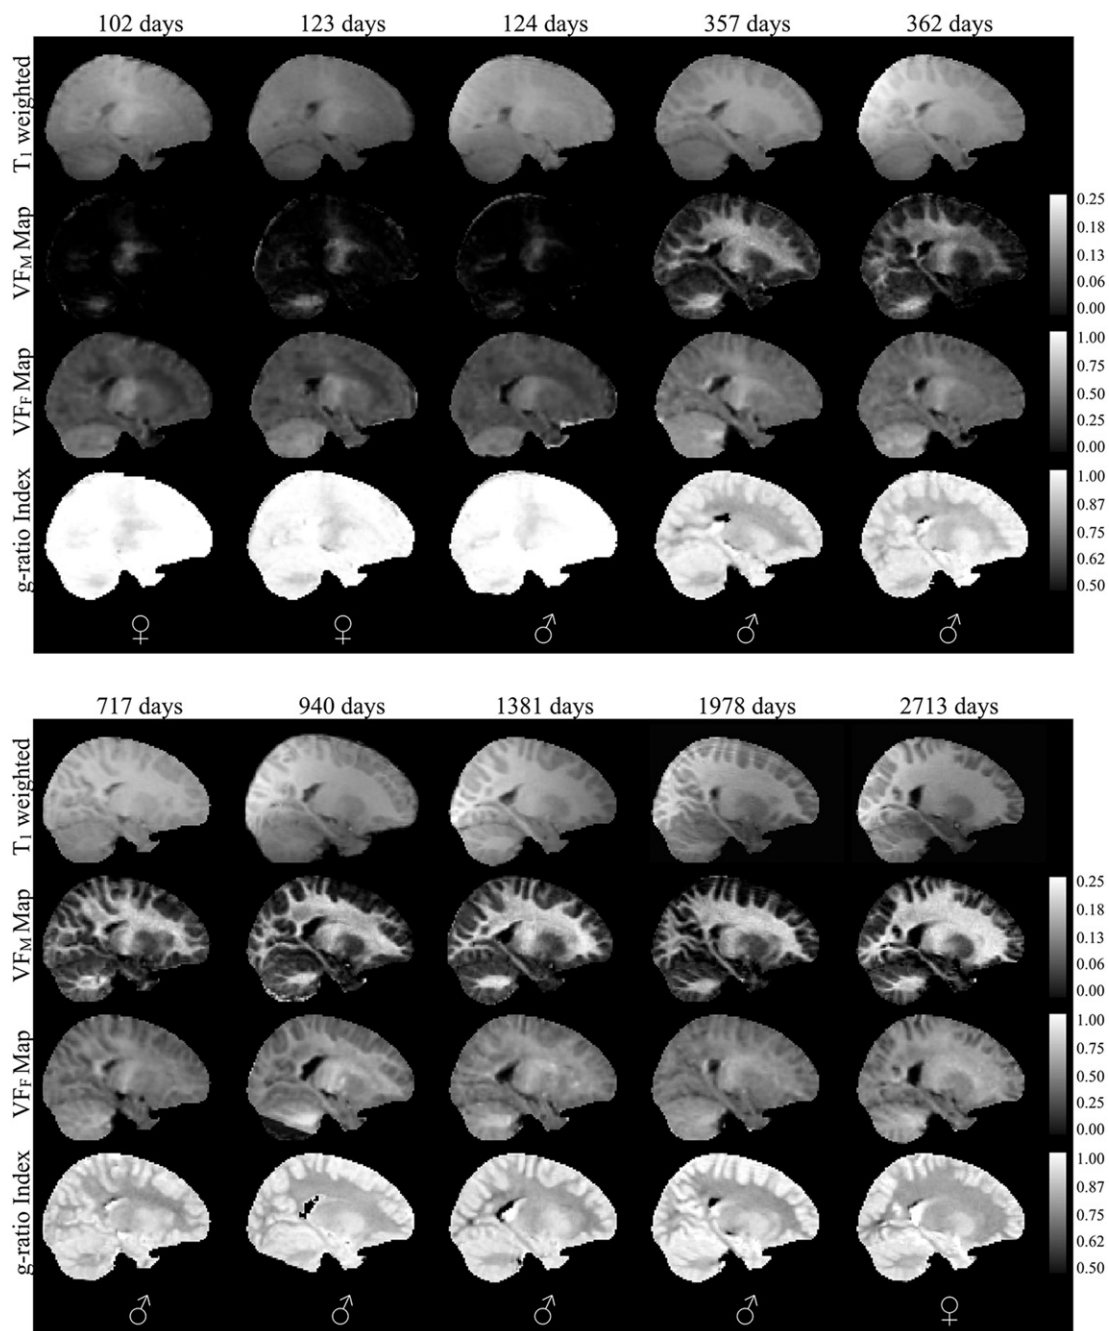 102 days 123 days 124 days 357 days 362 days
T₁ weighted
VF_M Map
0.25
0.18
0.13
0.06
0.00
VF_F Map
1.00
0.75
0.50
0.25
0.00
g-ratio Index
1.00
0.87
0.75
0.62
0.50
♀ ♀ ♂ ♂ ♂
717 days 940 days 1381 days 1978 days 2713 days
T₁ weighted
VF_M Map
0.25
0.18
0.13
0.06
0.00
VF_F Map
1.00
0.75
0.50
0.25
0.00
g-ratio Index
1.00
0.87
0.75
0.62
0.50
♂ ♂ ♂ ♂ ♀